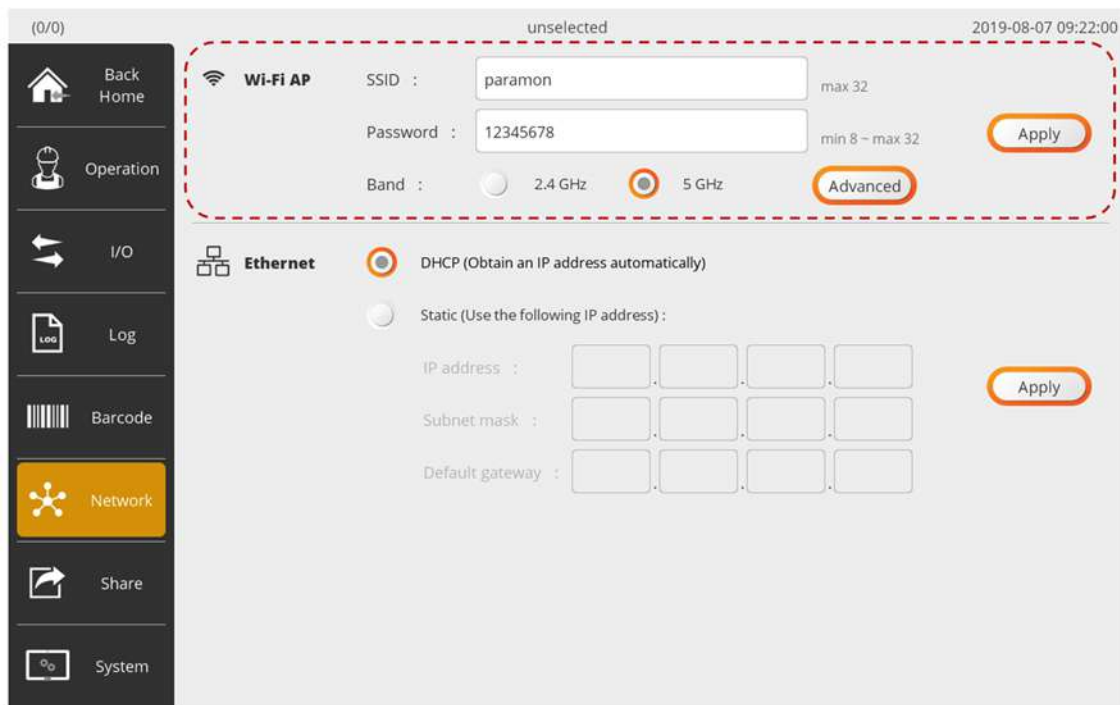 (0/0) unselected 2019-08-07 09:22:00
Back
Home
Operation
I/O
LOG
Log
Barcode
Network
Share
System
Wi-Fi AP SSID : paramon max 32
Password : 12345678 min 8 ~ max 32 Apply
Band : 2.4 GHz 5 GHz Advanced
Ethernet DHCP (Obtain an IP address automatically)
Static (Use the following IP address) :
IP address : . . .
Apply
Subnet mask : . . .
Default gateway : . . .